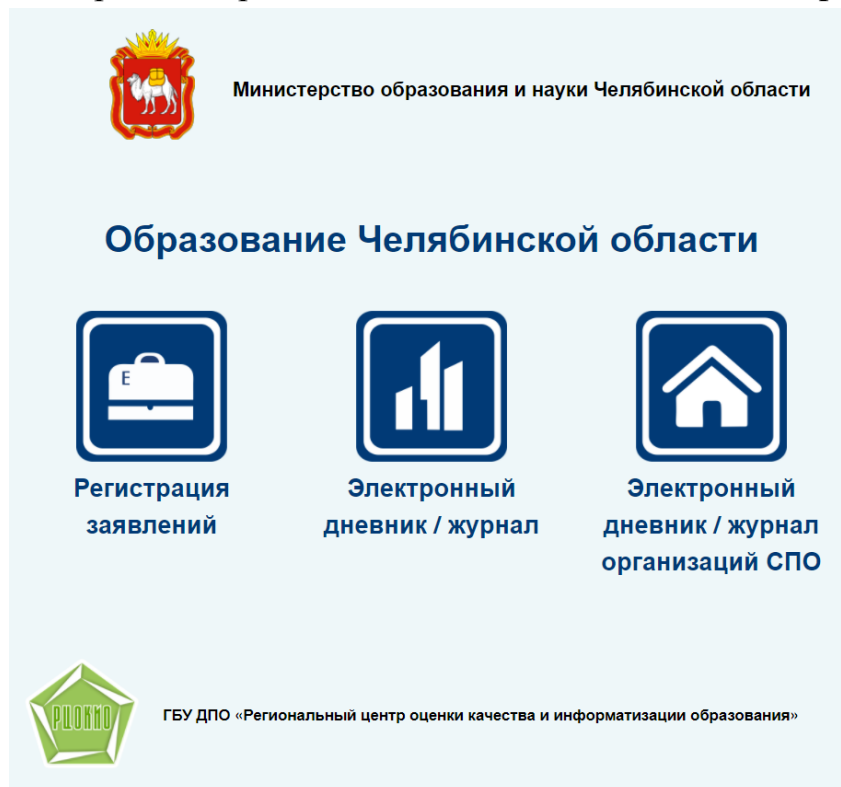 Министерство образования и науки Челябинской области
Образование Челябинской области
E
Регистрация
заявлений
Электронный
дневник / журнал
Электронный
дневник / журнал
организаций СПО
РЦОКИО
ГБУ ДПО «Региональный центр оценки качества и информатизации образования»